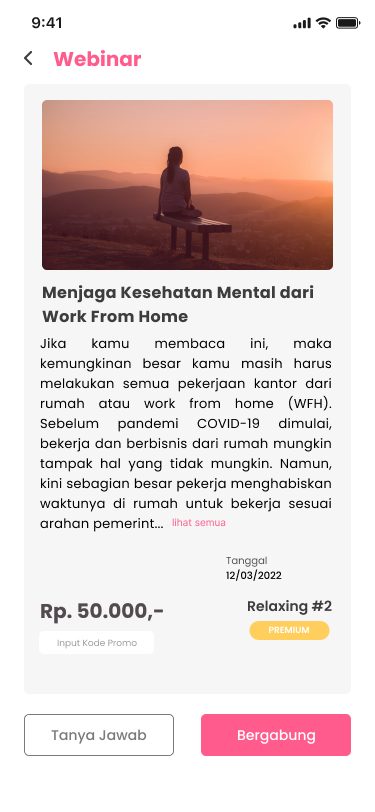 9:41
Webinar
Menjaga Kesehatan Mental dari
Work From Home
Jika kamu membaca ini, maka
kemungkinan besar kamu masih harus
melakukan semua pekerjaan kantor dari
rumah atau work from home (WFH).
Sebelum pandemi COVID-19 dimulai,
bekerja dan berbisnis dari rumah mungkin
tampak hal yang tidak mungkin. Namun,
kini sebagian besar pekerja menghabiskan
waktunya di rumah untuk bekerja sesuai
arahan pemerint... lihat semua
Tanggal
12/03/2022
Rp. 50.000,- Relaxing #2
Input Kode Promo PREMIUM
Tanya Jawab Bergabung